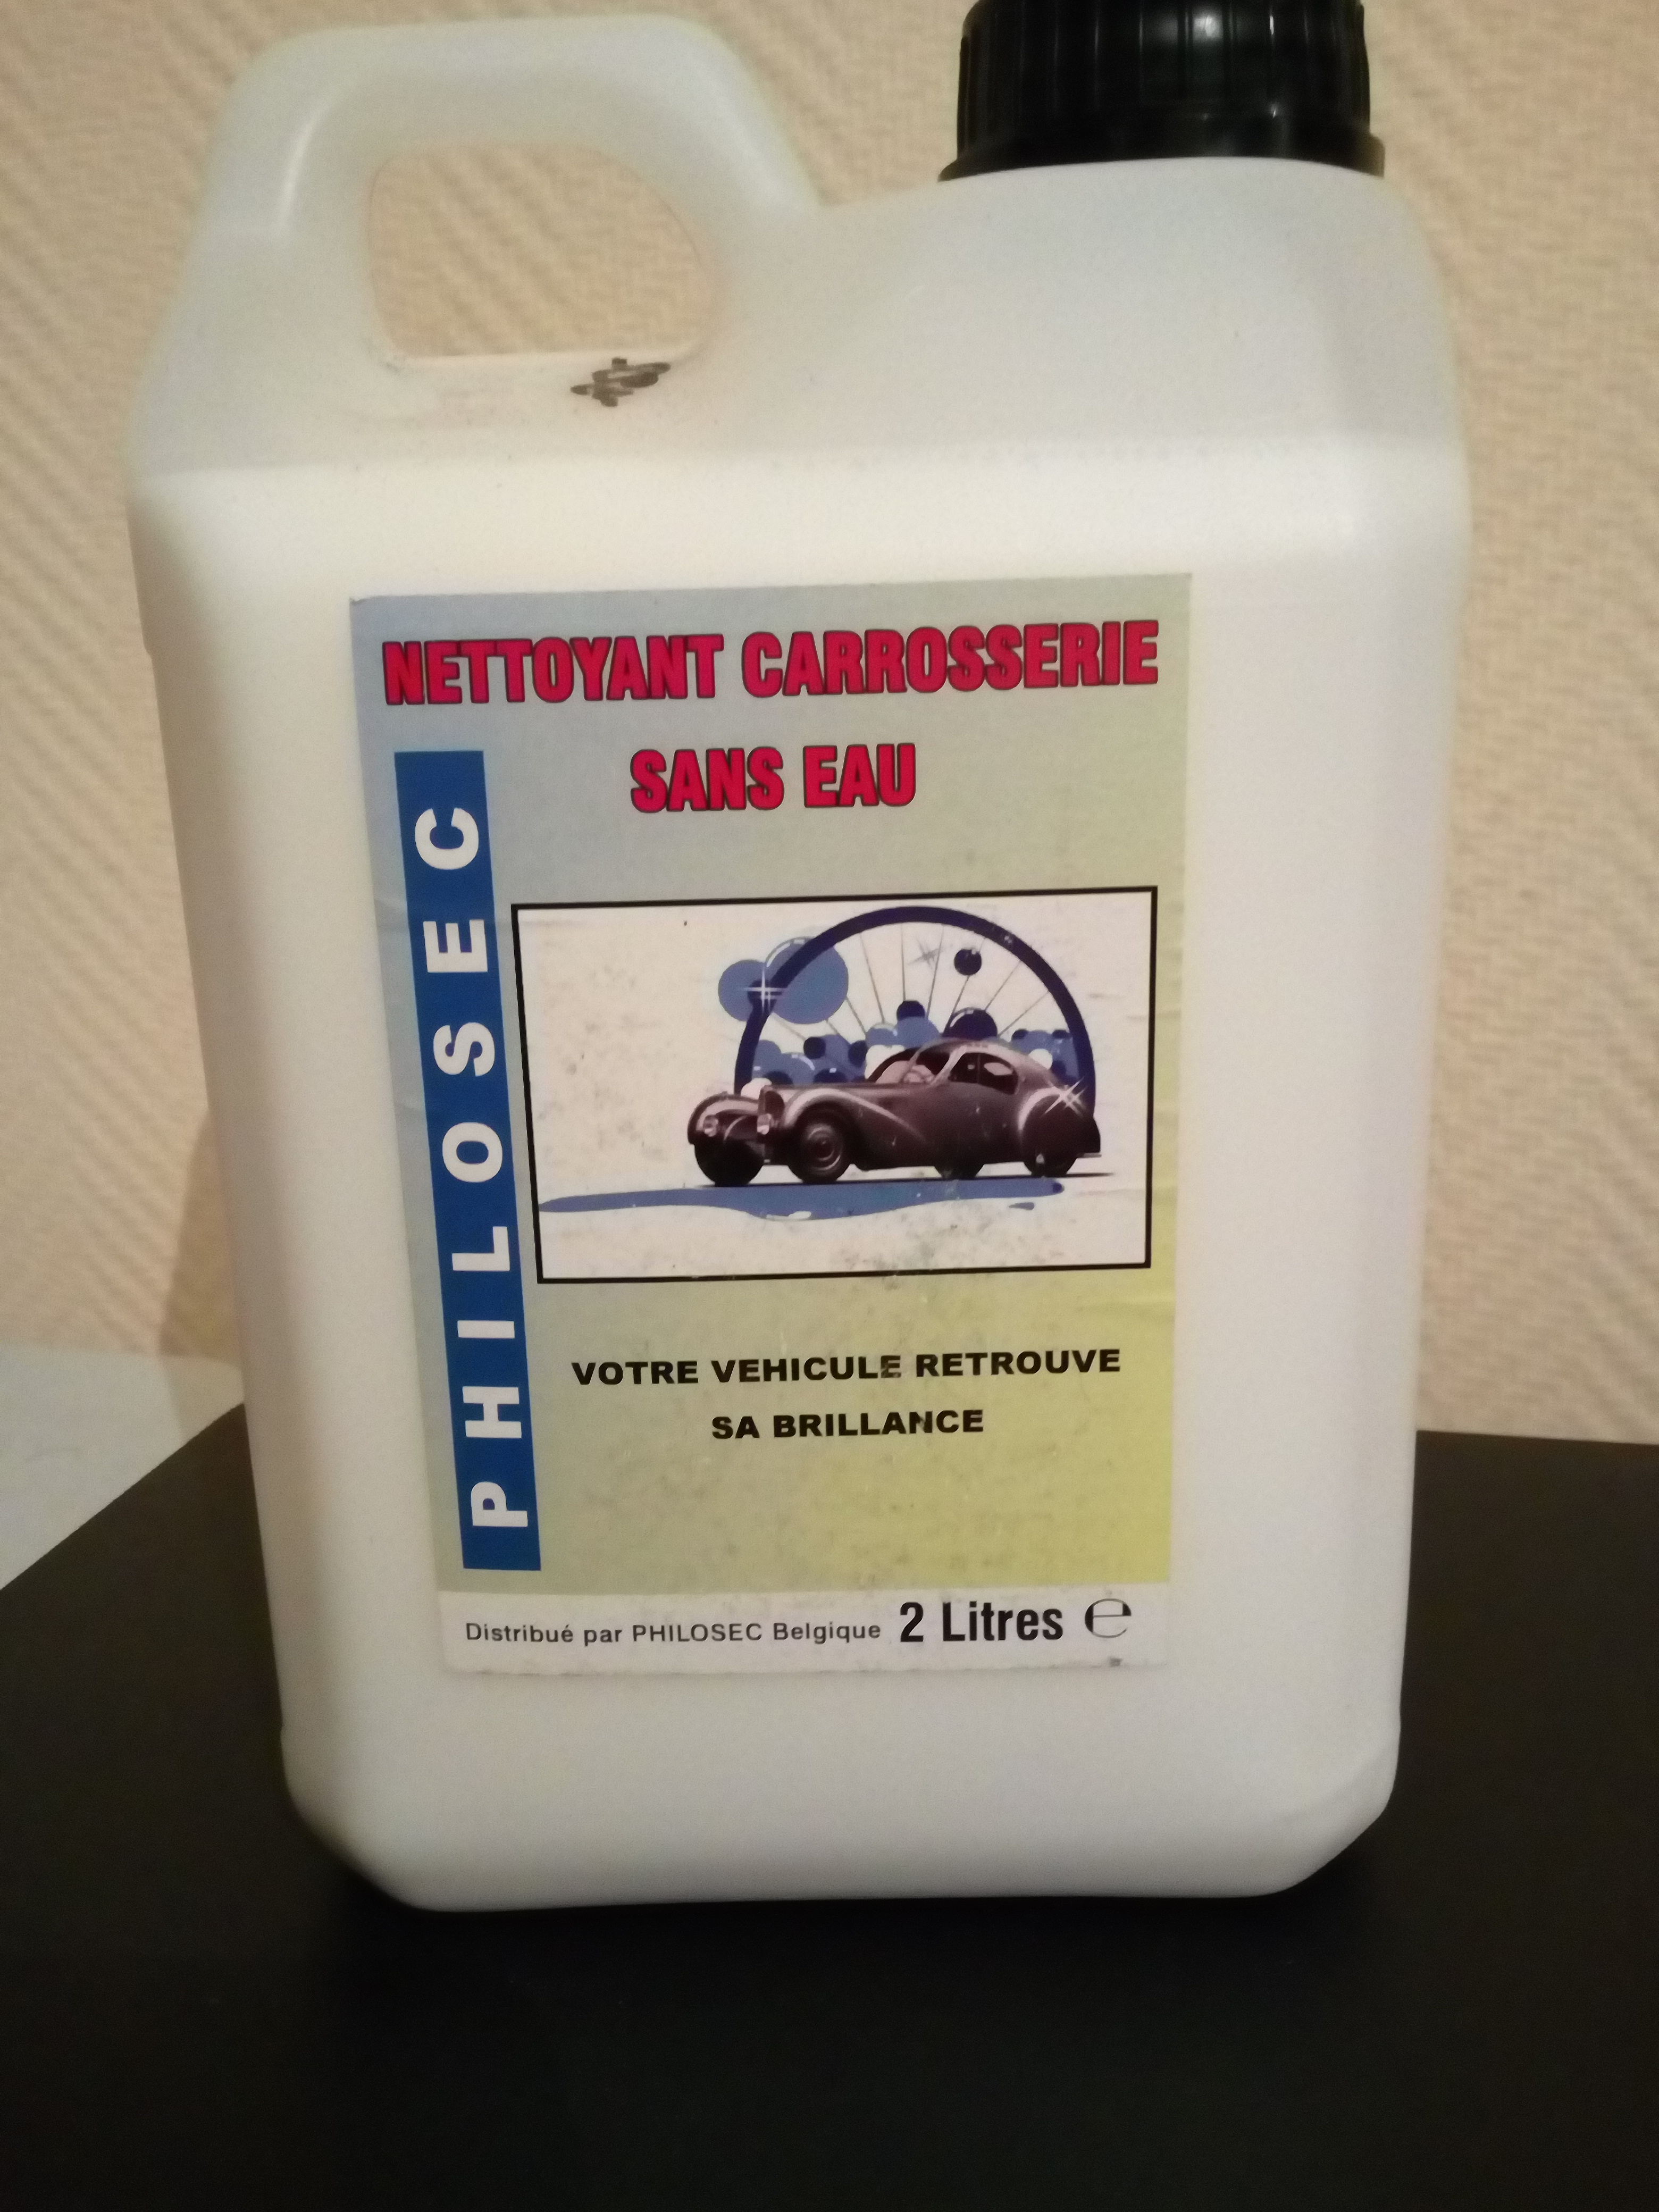 NETTOYANT CARROSSERIE
SANS EAU
PHILOSEC
VOTRE VEHICULE RETROUVE
SA BRILLANCE
Distribué par PHILOSEC Belgique 2 Litres ℮